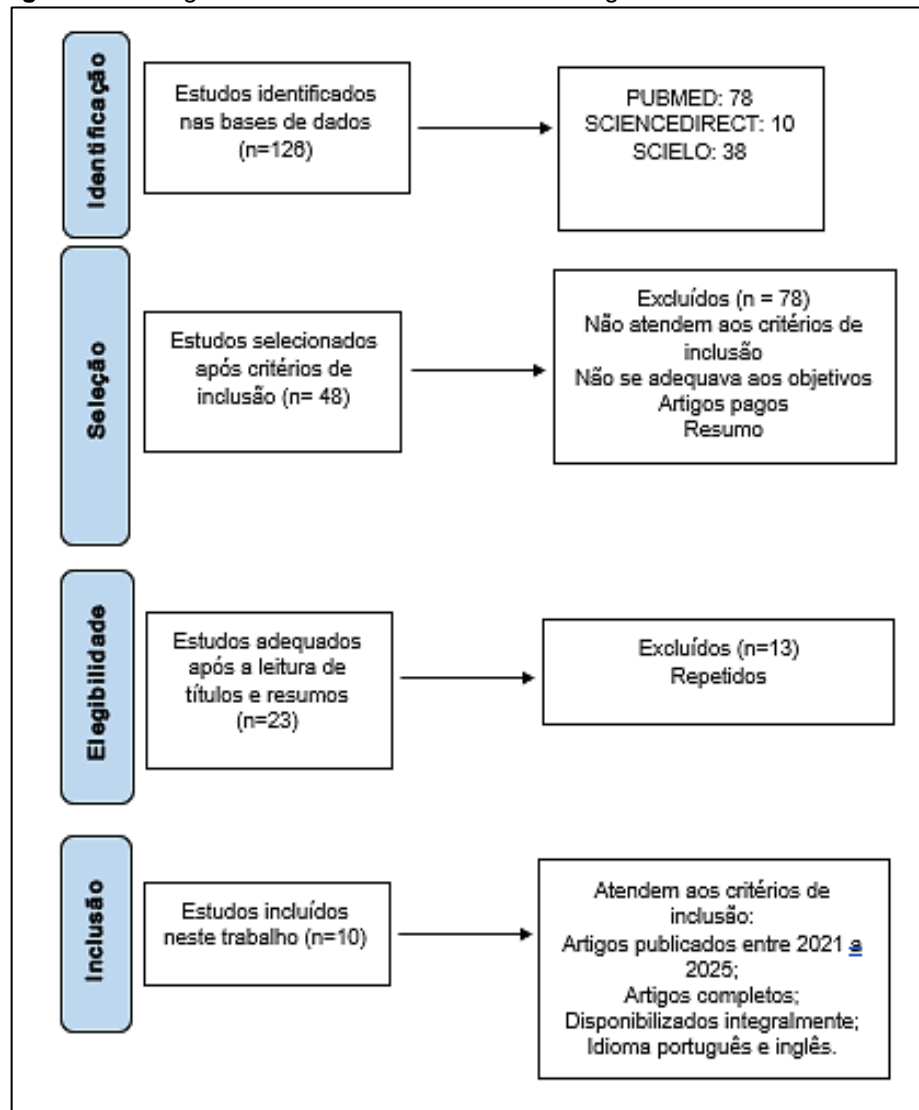 Identificação
Estudos identificados
nas bases de dados
(n=126)
PUBMED: 78
SCIENCEDIRECT: 10
SCIELO: 38
Seleção
Estudos selecionados
após critérios de
inclusão (n= 48)
Excluídos (n = 78)
Não atendem aos critérios de
inclusão
Não se adequava aos objetivos
Artigos pagos
Resumo
Elegibilidade
Estudos adequados
após a leitura de
títulos e resumos
(n=23)
Excluídos (n=13)
Repetidos
Inclusão
Estudos incluídos
neste trabalho (n=10)
Atendem aos critérios de
inclusão:
Artigos publicados entre 2021 a
2025;
Artigos completos;
Disponibilizados integralmente;
Idioma português e inglês.